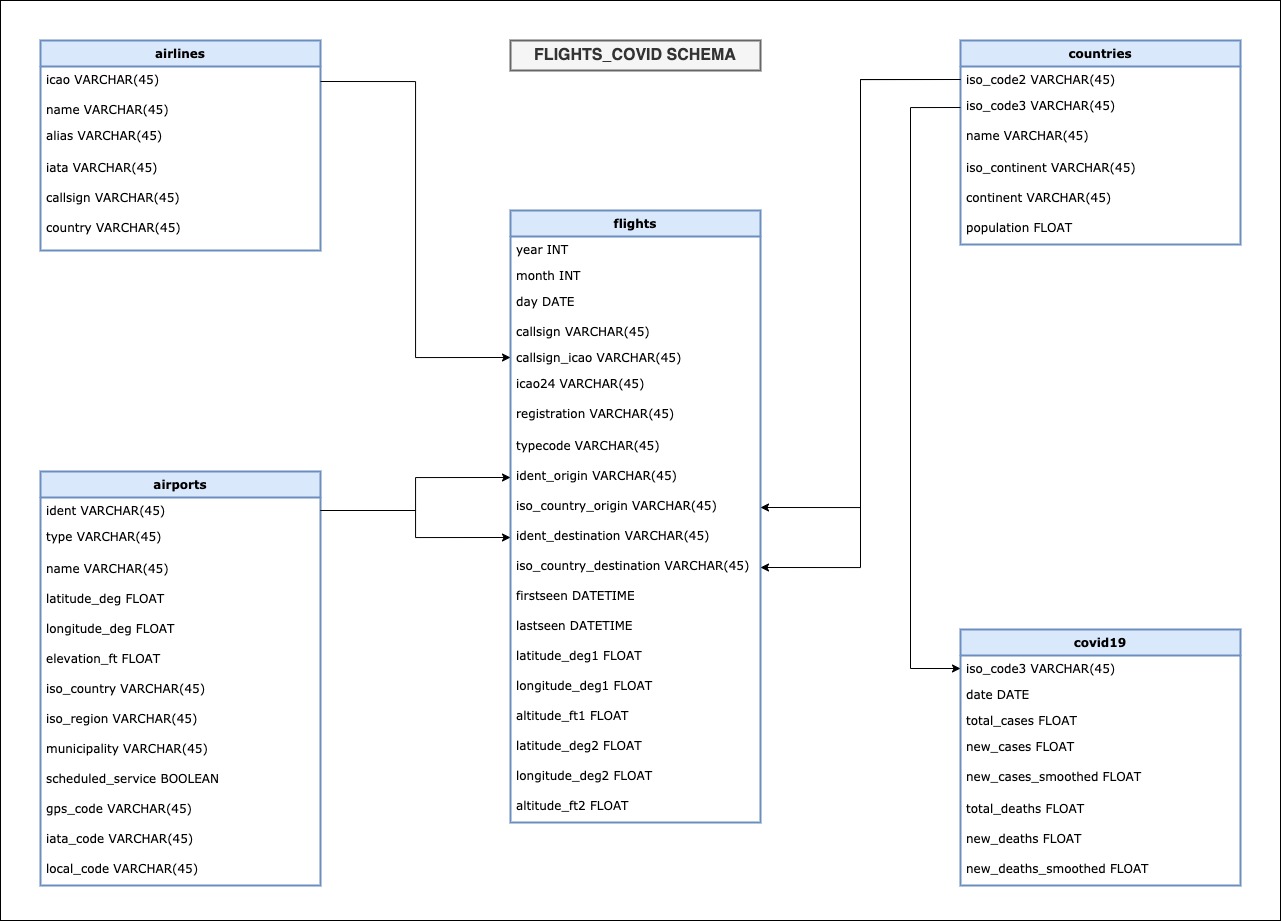 FLIGHTS_COVID SCHEMA
airlines
icao VARCHAR(45)
name VARCHAR(45)
alias VARCHAR(45)
iata VARCHAR(45)
callsign VARCHAR(45)
country VARCHAR(45)
airports
ident VARCHAR(45)
type VARCHAR(45)
name VARCHAR(45)
latitude_deg FLOAT
longitude_deg FLOAT
elevation_ft FLOAT
iso_country VARCHAR(45)
iso_region VARCHAR(45)
municipality VARCHAR(45)
scheduled_service BOOLEAN
gps_code VARCHAR(45)
iata_code VARCHAR(45)
local_code VARCHAR(45)
flights
year INT
month INT
day DATE
callsign VARCHAR(45)
callsign_icao VARCHAR(45)
icao24 VARCHAR(45)
registration VARCHAR(45)
typecode VARCHAR(45)
ident_origin VARCHAR(45)
iso_country_origin VARCHAR(45)
ident_destination VARCHAR(45)
iso_country_destination VARCHAR(45)
firstseen DATETIME
lastseen DATETIME
latitude_deg1 FLOAT
longitude_deg1 FLOAT
altitude_ft1 FLOAT
latitude_deg2 FLOAT
longitude_deg2 FLOAT
altitude_ft2 FLOAT
countries
iso_code2 VARCHAR(45)
iso_code3 VARCHAR(45)
name VARCHAR(45)
iso_continent VARCHAR(45)
continent VARCHAR(45)
population FLOAT
covid19
iso_code3 VARCHAR(45)
date DATE
total_cases FLOAT
new_cases FLOAT
new_cases_smoothed FLOAT
total_deaths FLOAT
new_deaths FLOAT
new_deaths_smoothed FLOAT